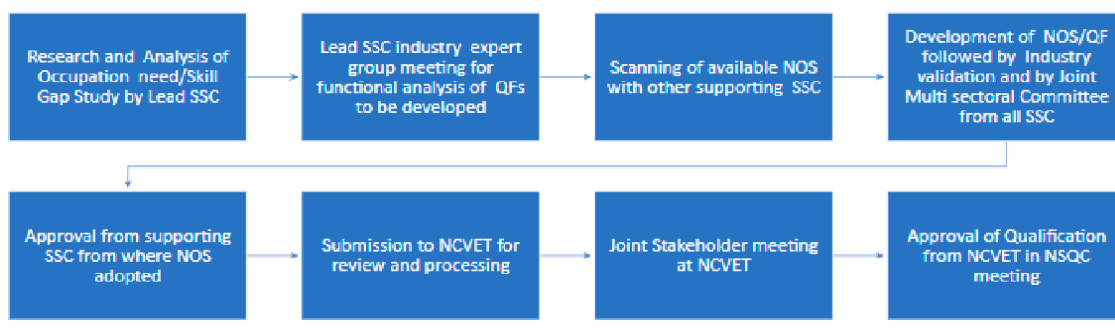 Research and Analysis of
Occupation need/Skill
Gap Study by Lead SSC
Lead SSC industry expert
group meeting for
functional analysis of QFs
to be developed
Scanning of available NOS
with other supporting SSC
Development of NOS/QF
followed by Industry
validation and by Joint
Multi sectoral Committee
from all SSC
Approval from supporting
SSC from where NOS
adopted
Submission to NCVET for
review and processing
Joint Stakeholder meeting
at NCVET
Approval of Qualification
from NCVET in NSQC
meeting